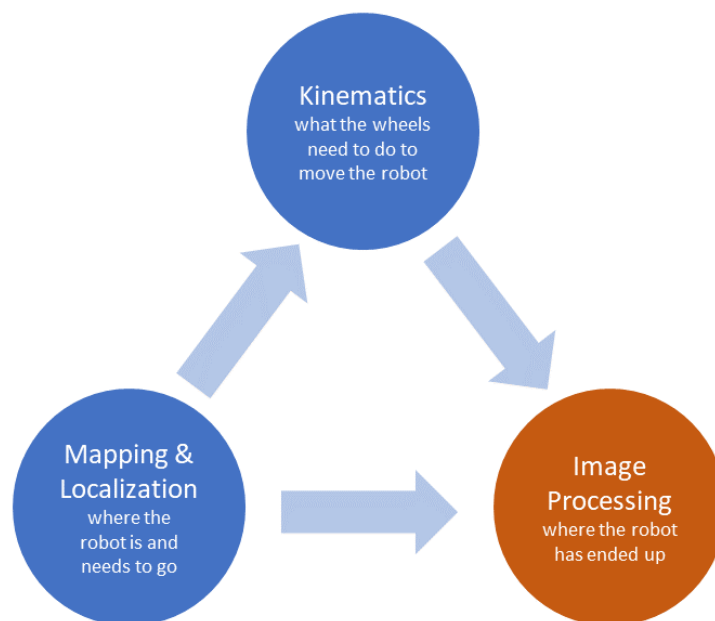 Kinematics
what the wheels
need to do to
move the robot
Mapping &
Localization
where the
robot is and
needs to go
Image
Processing
where the robot
has ended up